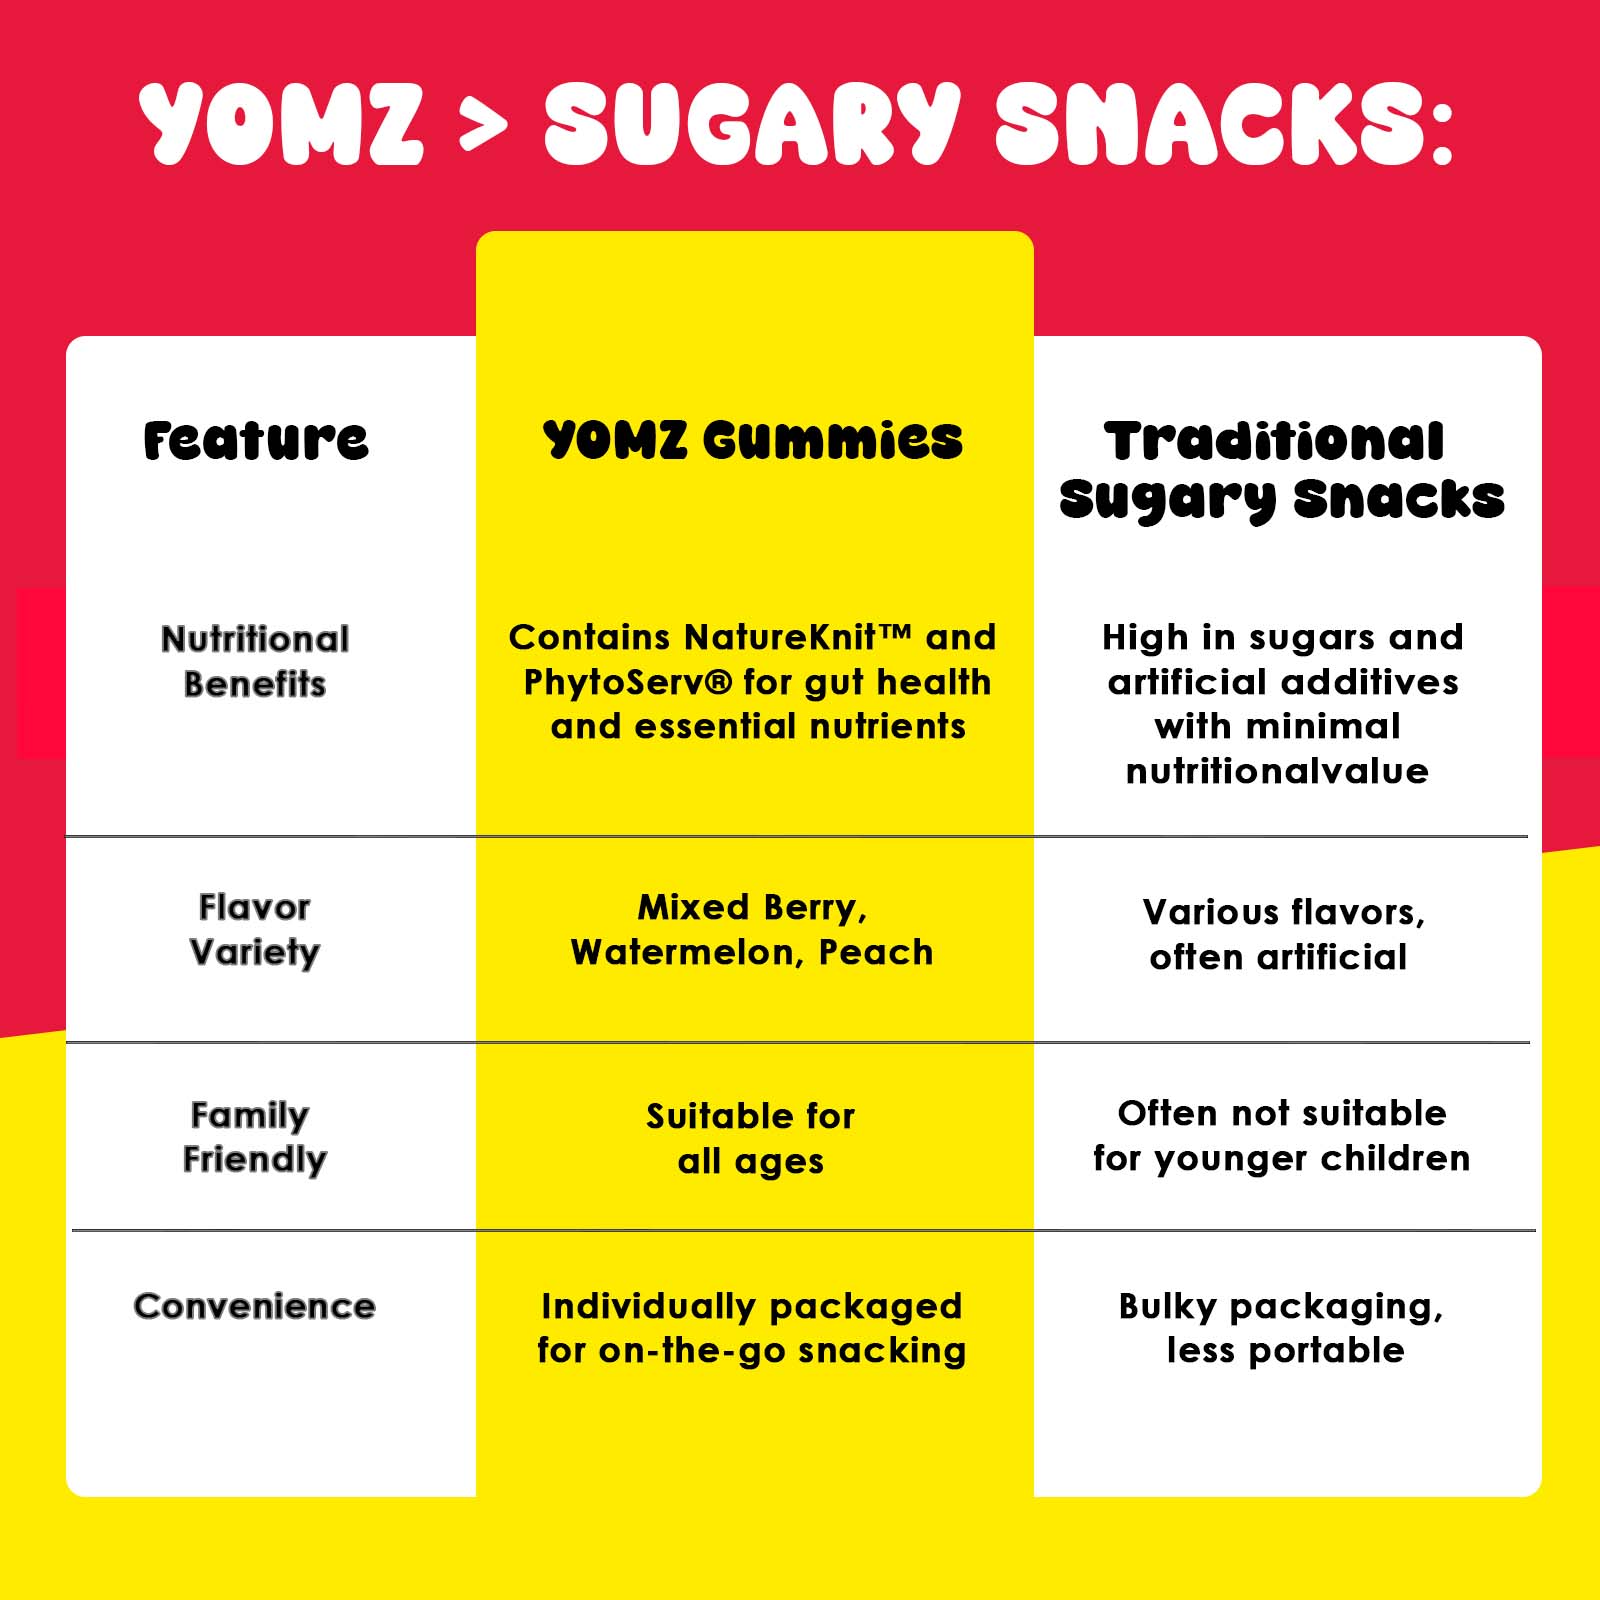 YOMZ > SUGARY SNACKS:
Feature
YOMZ Gummies
Traditional
Sugary Snacks
Nutritional
Benefits
Contains NatureKnit™ and
PhytoServ® for gut health
and essential nutrients
High in sugars and
artificial additives
with minimal
nutritionalvalue
Flavor
Variety
Mixed Berry,
Watermelon, Peach
Various flavors,
often artificial
Family
Friendly
Suitable for
all ages
Often not suitable
for younger children
Convenience
Individually packaged
for on-the-go snacking
Bulky packaging,
less portable